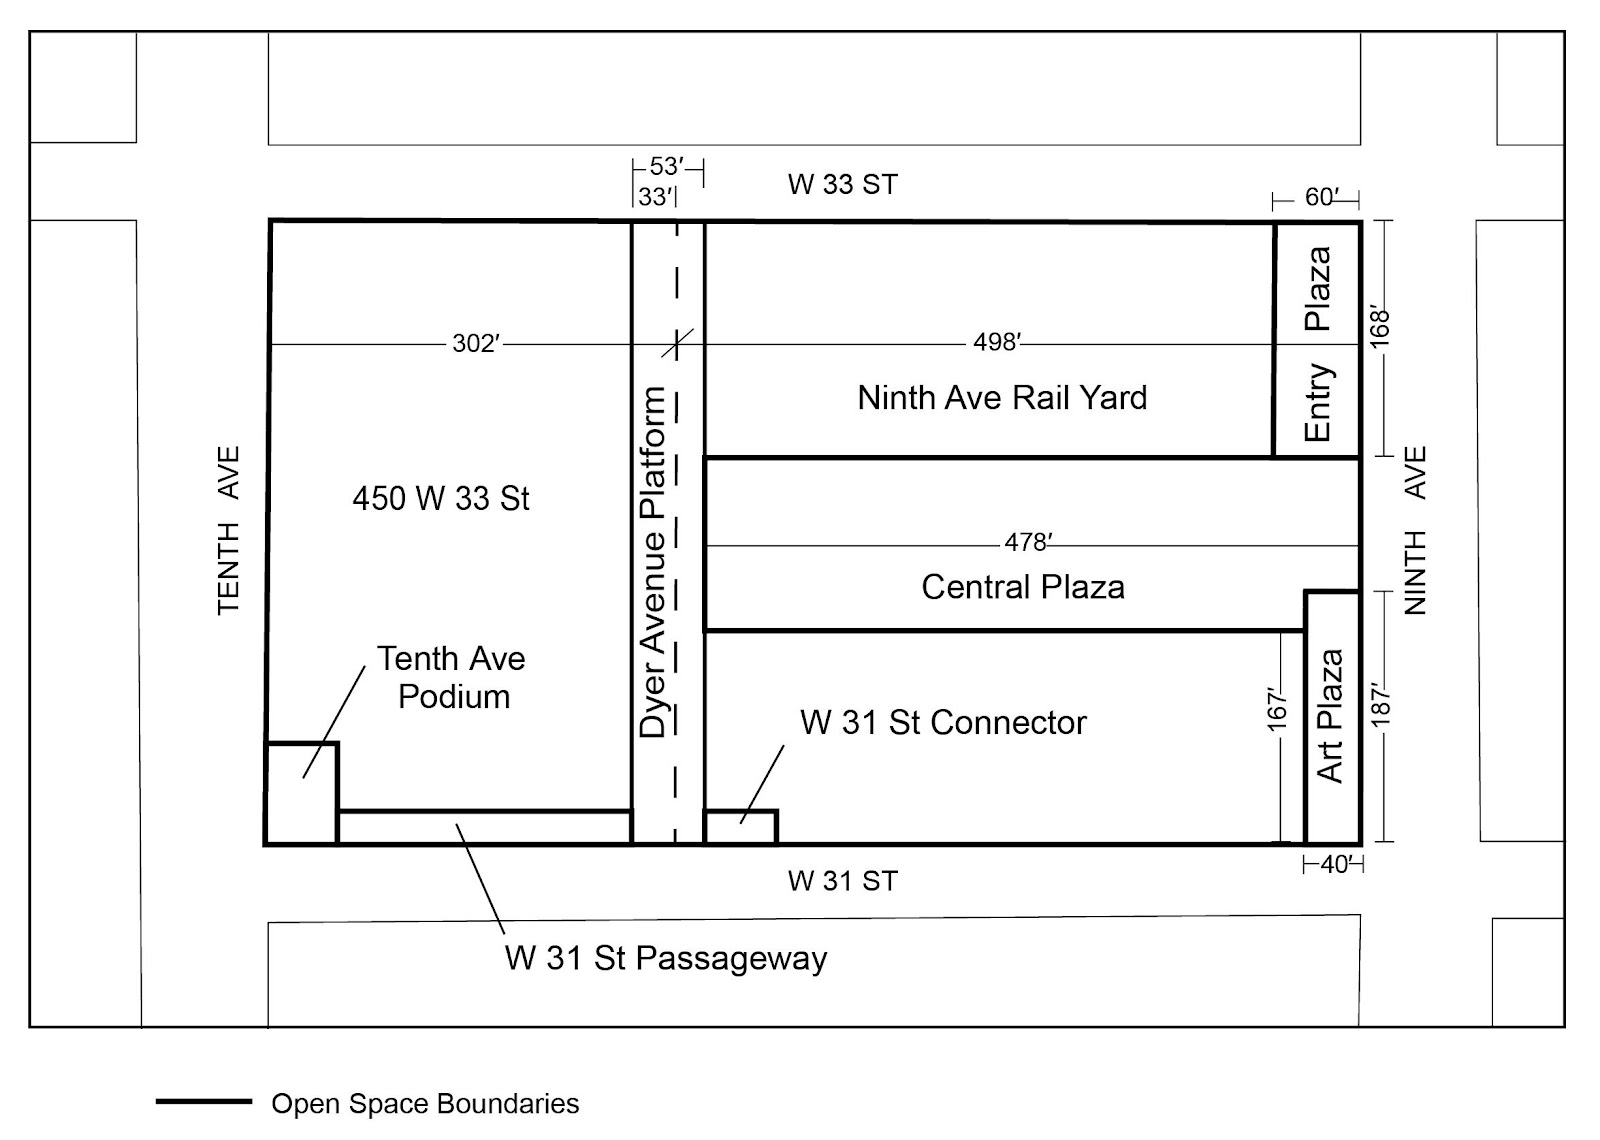 53′
W 33 ST
33′
60′
Entry Plaza
168′
302′
498′
Ninth Ave Rail Yard
TENTH AVE
450 W 33 St
Dyer Avenue Platform
NINTH AVE
478′
Central Plaza
Tenth Ave
Podium
W 31 St Connector
167′
Art Plaza
187′
40′
W 31 ST
W 31 St Passageway
Open Space Boundaries